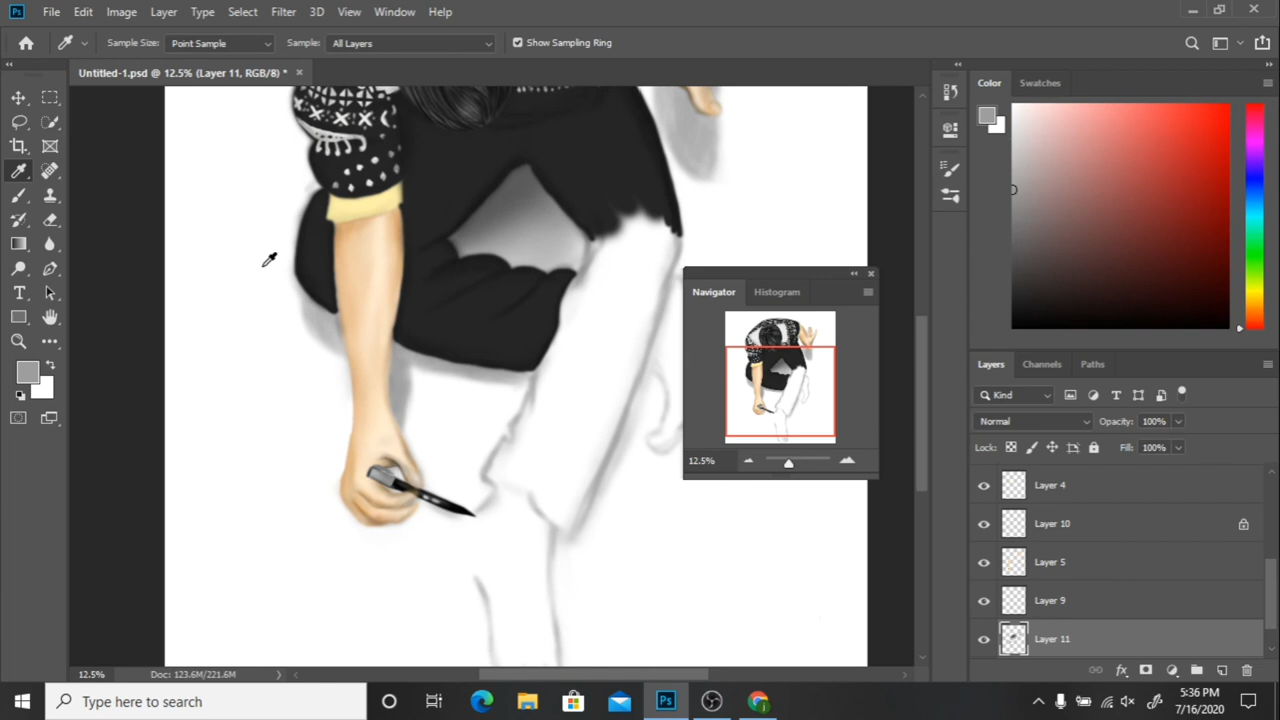 Ps File Edit Image Layer Type Select Filter 3D View Window Help
Sample Size: Point Sample Sample: All Layers Show Sampling Ring
Untitled-1.psd @ 12.5% (Layer 11, RGB/8) *
Color Swatches
Navigator Histogram
12.5%
Layers Channels Paths
Kind
Normal Opacity: 100%
Lock: Fill: 100%
Layer 4
Layer 10
Layer 5
Layer 9
Layer 11
12.5% Doc: 123.6M/221.6M
Type here to search
Ps
5:36 PM
7/16/2020